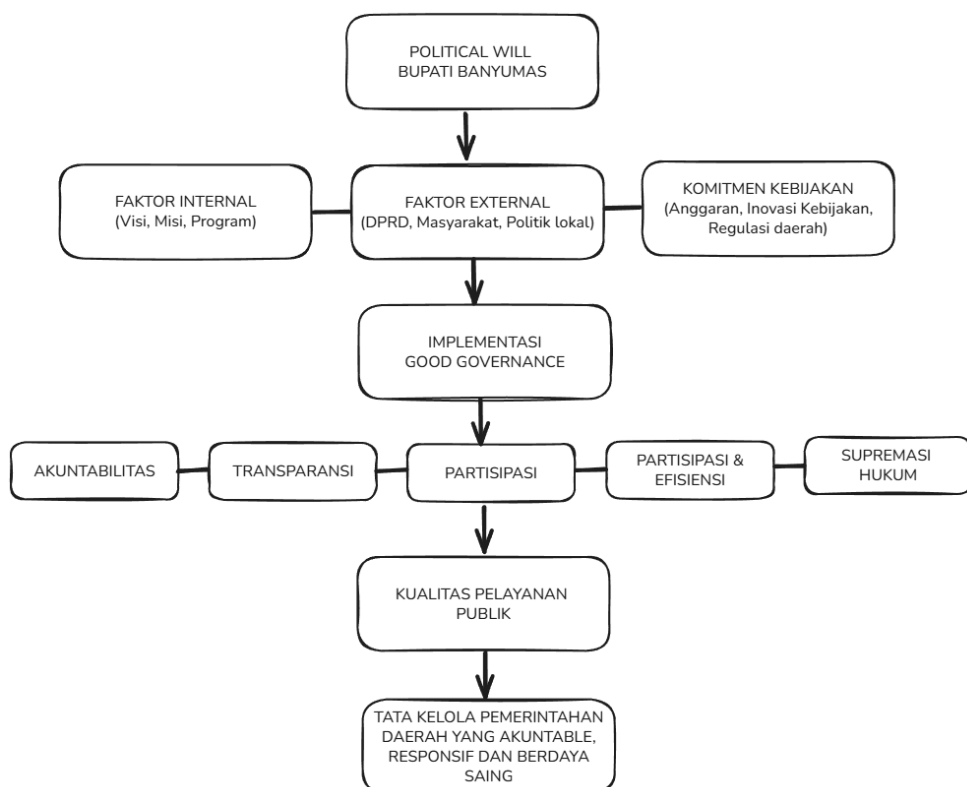 POLITICAL WILL
BUPATI BANYUMAS
FAKTOR INTERNAL
(Visi, Misi, Program)
FAKTOR EXTERNAL
(DPRD, Masyarakat, Politik lokal)
KOMITMEN KEBIJAKAN
(Anggaran, Inovasi Kebijakan,
Regulasi daerah)
IMPLEMENTASI
GOOD GOVERNANCE
AKUNTABILITAS
TRANSPARANSI
PARTISIPASI
PARTISIPASI &
EFISIENSI
SUPREMASI
HUKUM
KUALITAS PELAYANAN
PUBLIK
TATA KELOLA PEMERINTAHAN
DAERAH YANG AKUNTABLE,
RESPONSIF DAN BERDAYA
SAING